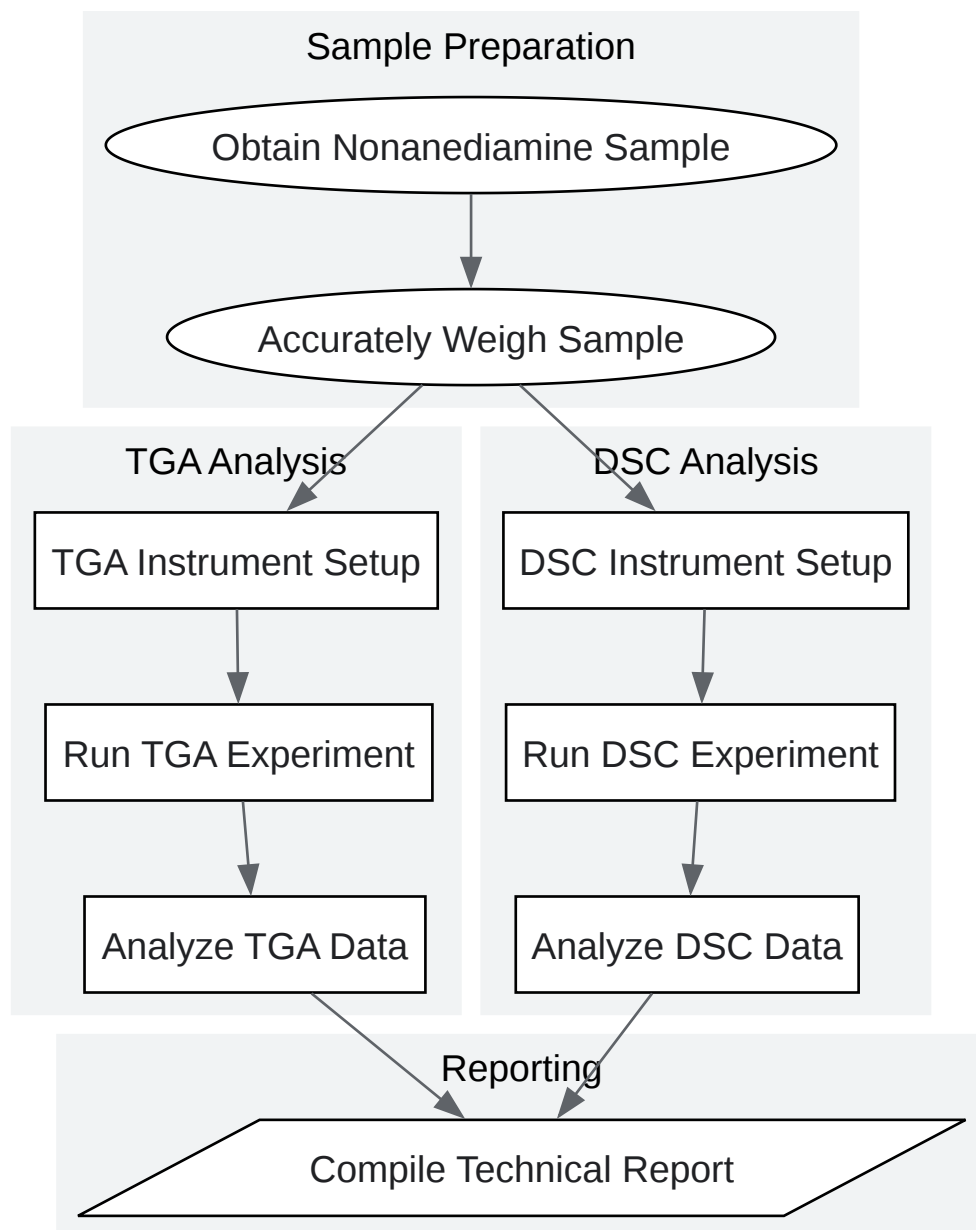 Sample Preparation
Obtain Nonanediamine Sample
Accurately Weigh Sample
TGA Analysis
TGA Instrument Setup
Run TGA Experiment
Analyze TGA Data
DSC Analysis
DSC Instrument Setup
Run DSC Experiment
Analyze DSC Data
Reporting
Compile Technical Report